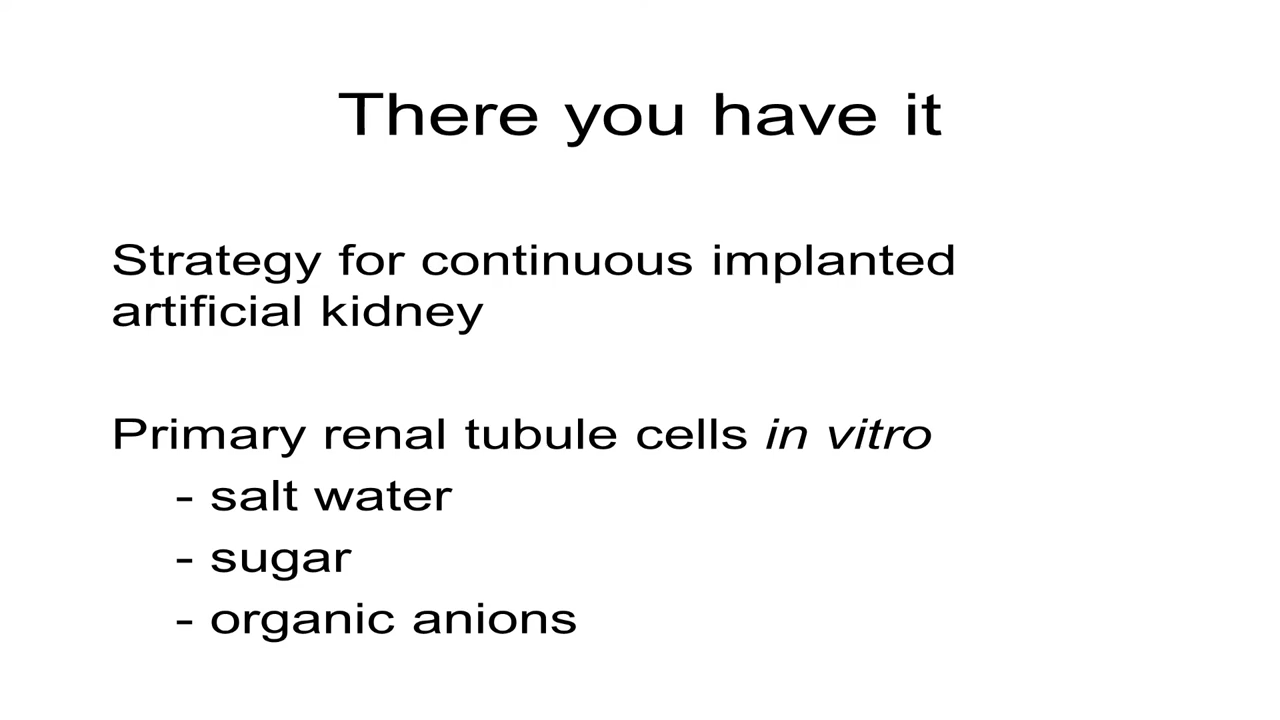 There you have it
Strategy for continuous implanted
artificial kidney
Primary renal tubule cells in vitro
- salt water
- sugar
- organic anions